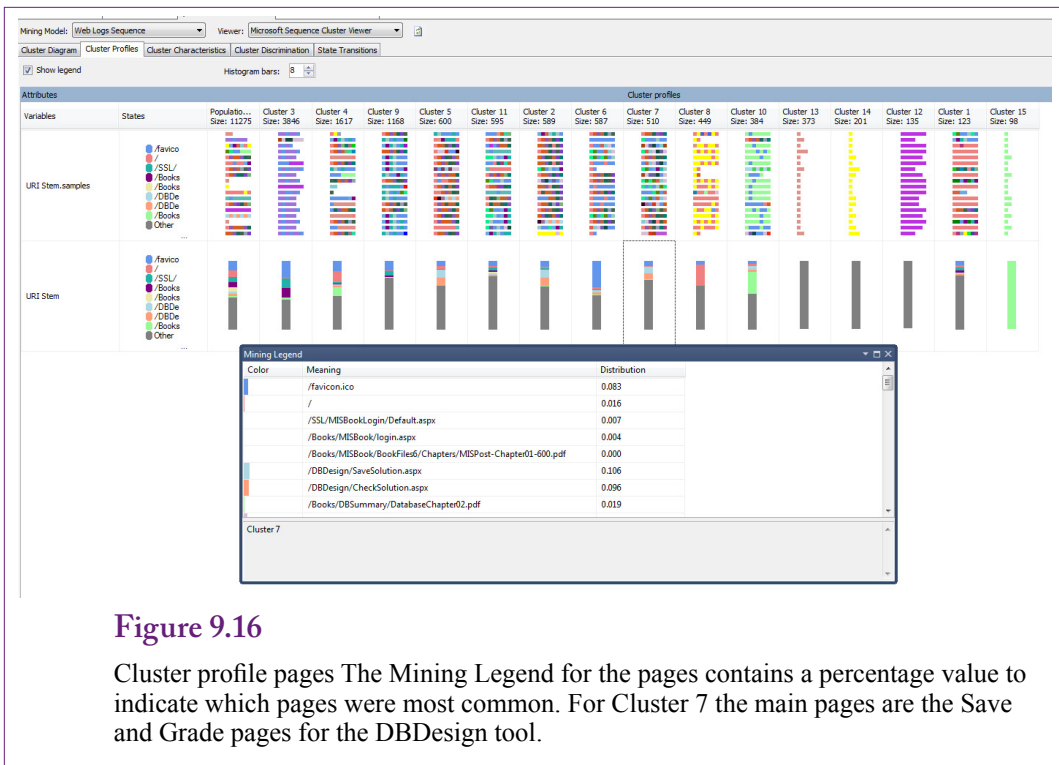 Mining Model: Web Logs Sequence Viewer: Microsoft Sequence Cluster Viewer
Cluster Diagram Cluster Profiles Cluster Characteristics Cluster Discrimination State Transitions
Show legend Histogram bars: 8
Attributes Cluster profiles
Variables States Populatio... Size: 11275 Cluster 3 Size: 3846 Cluster 4 Size: 1617 Cluster 9 Size: 1168 Cluster 5 Size: 600 Cluster 11 Size: 595 Cluster 2 Size: 589 Cluster 6 Size: 587 Cluster 7 Size: 510 Cluster 8 Size: 449 Cluster 10 Size: 384 Cluster 13 Size: 373 Cluster 14 Size: 201 Cluster 12 Size: 135 Cluster 1 Size: 123 Cluster 15 Size: 98
URI Stem.samples
/favico
/
/SSL/
/Books
/Books
/DBDe
/DBDe
/Books
Other
...
URI Stem
/favico
/
/SSL/
/Books
/Books
/DBDe
/DBDe
/Books
Other
...
Mining Legend
Color Meaning Distribution
/favicon.ico 0.083
/ 0.016
/SSL/MISBookLogin/Default.aspx 0.007
/Books/MISBook/login.aspx 0.004
/Books/MISBook/BookFiles6/Chapters/MISPost-Chapter01-600.pdf 0.000
/DBDesign/SaveSolution.aspx 0.106
/DBDesign/CheckSolution.aspx 0.096
/Books/DBSummary/DatabaseChapter02.pdf 0.019
Cluster 7
Figure 9.16
Cluster profile pages The Mining Legend for the pages contains a percentage value to
indicate which pages were most common. For Cluster 7 the main pages are the Save
and Grade pages for the DBDesign tool.